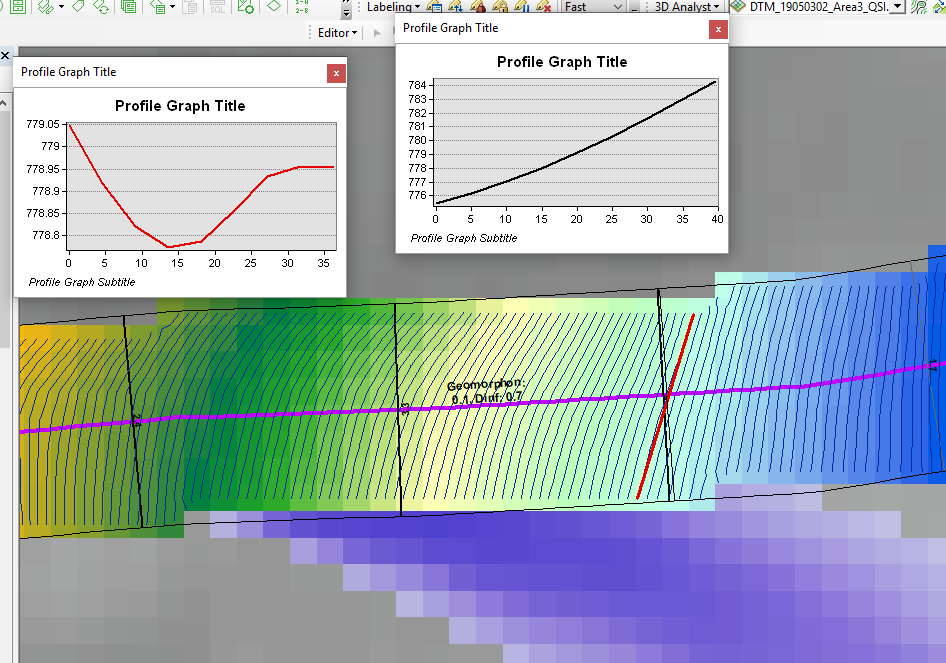 Labeling
Fast
3D Analyst
DTM_19050302_Area3_QSI.
Editor
Profile Graph Title
x
Profile Graph Title
784
783
782
781
780
779
778
777
776
0 5 10 15 20 25 30 35 40
Profile Graph Subtitle
Profile Graph Title
x
Profile Graph Title
779.05
779
778.95
778.9
778.85
778.8
0 5 10 15 20 25 30 35
Profile Graph Subtitle
Geomorphon:
0.1, Dinf: 0.7
24
17